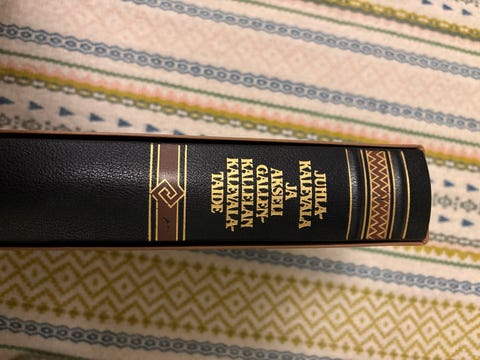 JUHLA-
KALEVALA
JA
AKSELI
GALLEN-
KALLELAN
KALEVALA-
TAIDE